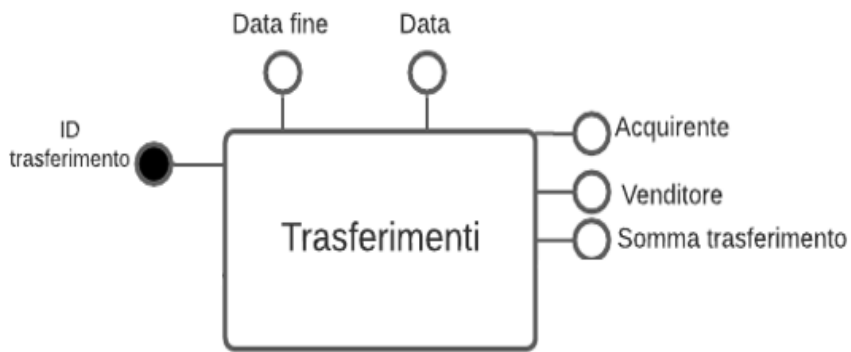 Data fine
Data
ID
trasferimento
Acquirente
Venditore
Trasferimenti
Somma trasferimento